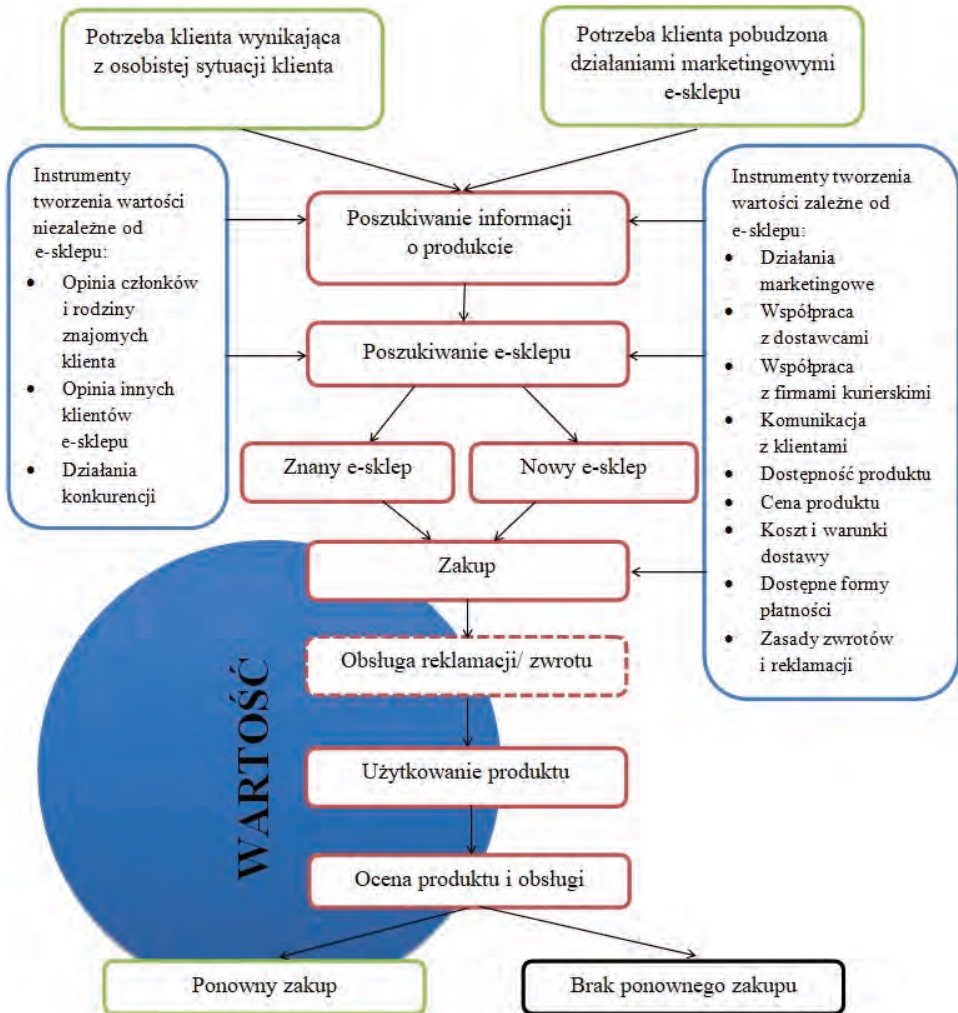 Potrzeba klienta wynikająca
z osobistej sytuacji klienta
Potrzeba klienta pobudzona
działaniami marketingowymi
e-sklepu
Instrumenty
tworzenia wartości
niezależne od
e-sklepu:
• Opinia członków
i rodziny
znajomych
klienta
• Opinia innych
klientów
e-sklepu
• Działania
konkurencji
Poszukiwanie informacji
o produkcie
Poszukiwanie e-sklepu
Znany e-sklep
Nowy e-sklep
Zakup
Obsługa reklamacji/ zwrotu
Użytkowanie produktu
Ocena produktu i obsługi
Instrumenty tworzenia
wartości zależne od
e-sklepu:
• Działania
marketingowe
• Współpraca
z dostawcami
• Współpraca
z firmami kurierskimi
• Komunikacja
z klientami
• Dostępność produktu
• Cena produktu
• Koszt i warunki
dostawy
• Dostępne formy
płatności
• Zasady zwrotów
i reklamacji
WARTOŚĆ
Ponowny zakup
Brak ponownego zakupu